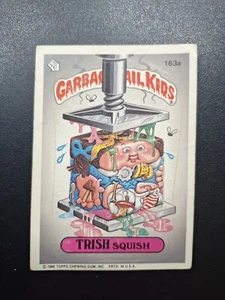 163a
GARBAGE PAIL KIDS
TRISH SQUISH
© 1986 TOPPS CHEWING GUM, INC. PRTD. IN U.S.A.